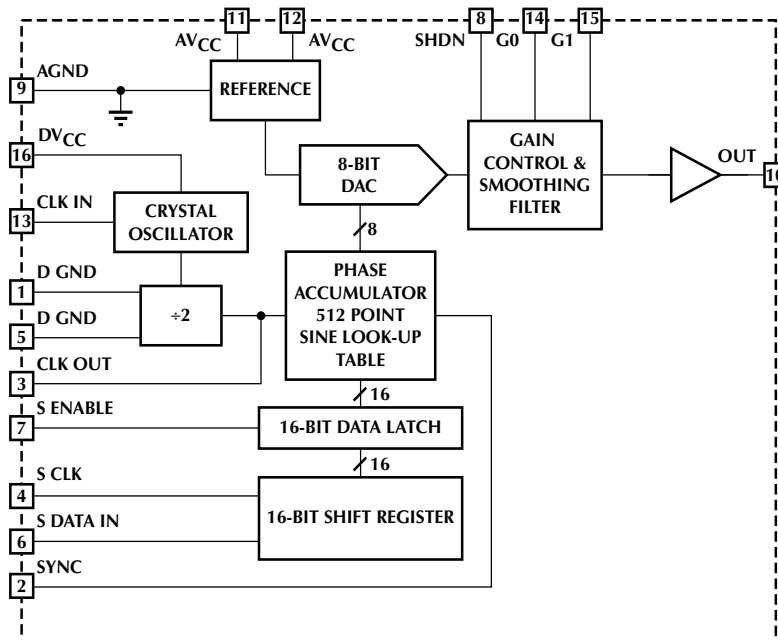 11
12
8
14
15
AVCC
AVCC
SHDN
G0
G1
AGND
9
REFERENCE
DVCC
16
8-BIT
DAC
GAIN
CONTROL &
SMOOTHING
FILTER
OUT
10
CLK IN
13
CRYSTAL
OSCILLATOR
8
D GND
1
÷2
D GND
5
PHASE
ACCUMULATOR
512 POINT
SINE LOOK-UP
TABLE
CLK OUT
3
16
S ENABLE
7
16-BIT DATA LATCH
16
S CLK
4
16-BIT SHIFT REGISTER
S DATA IN
6
SYNC
2